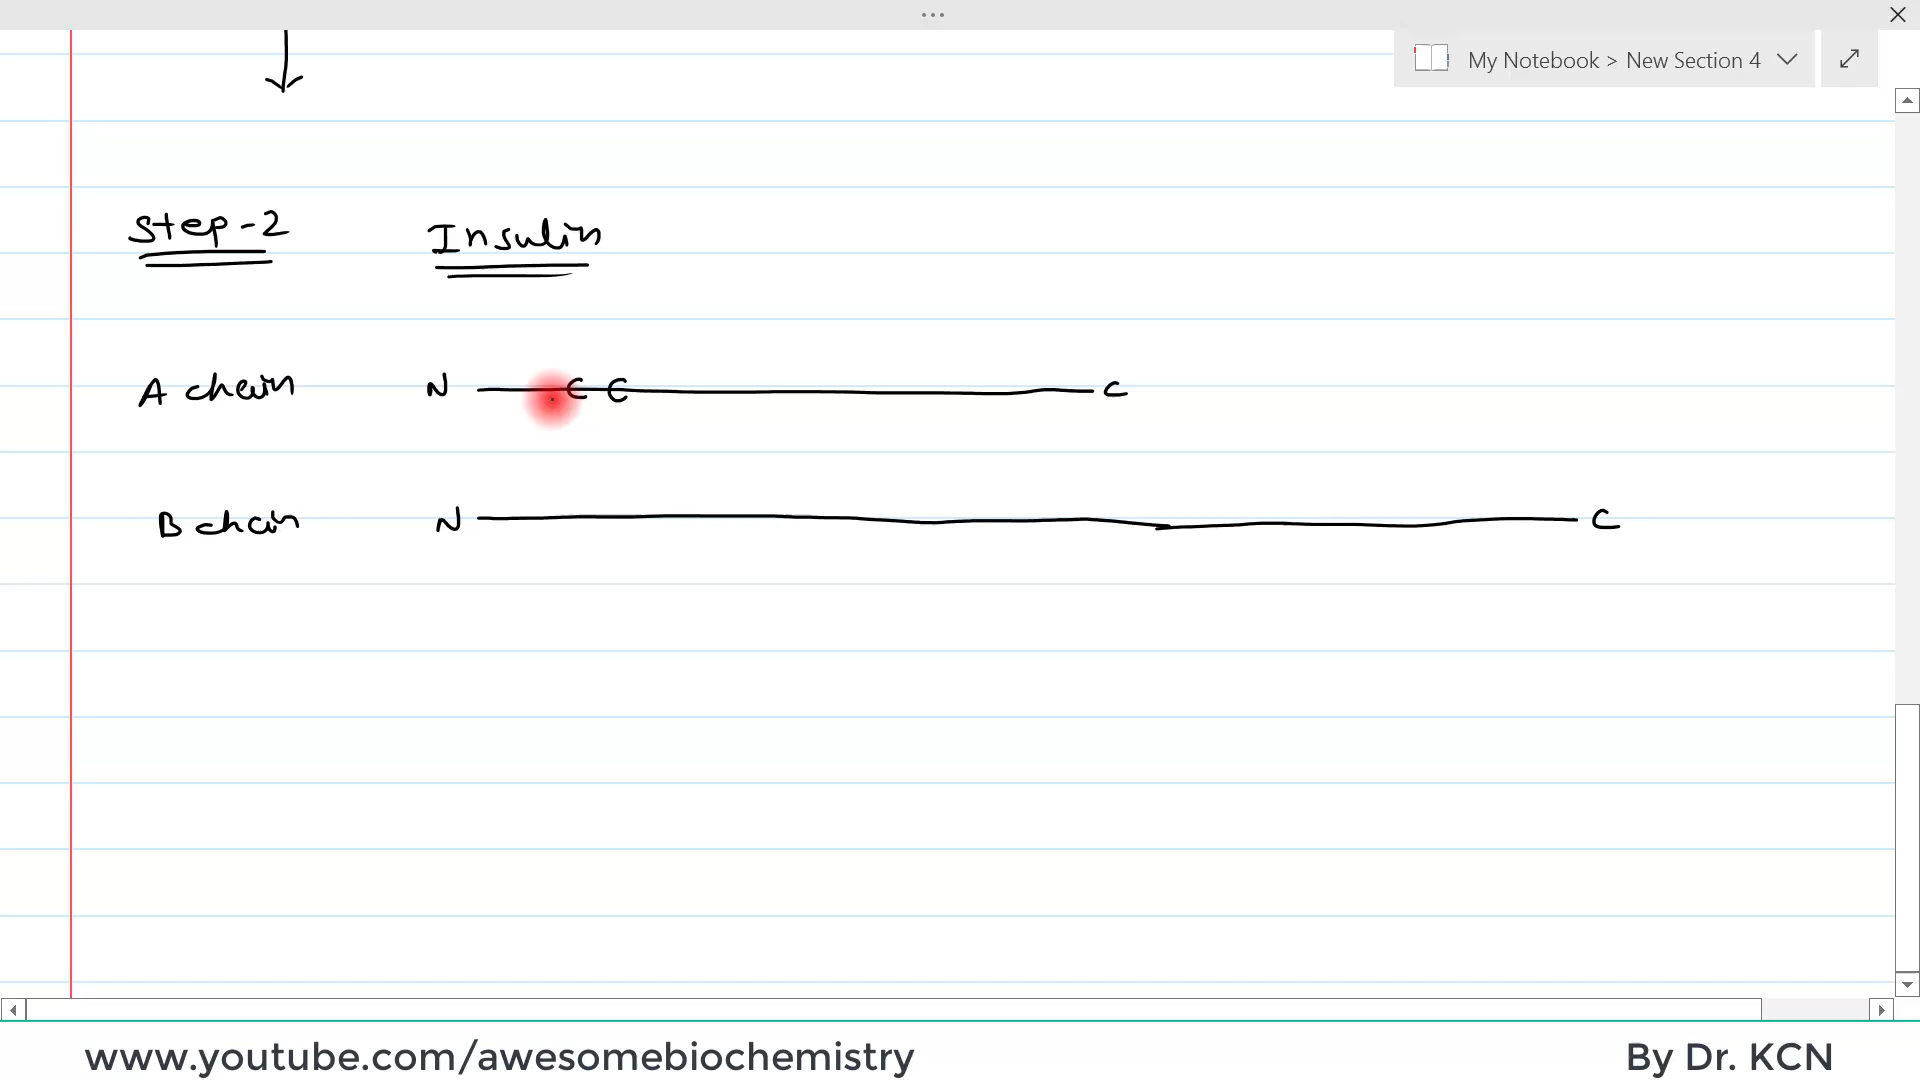 ...
My Notebook > New Section 4
Step-2 Insulin
A chain N C C C
B chain N C
www.youtube.com/awesomebiochemistry By Dr. KCN